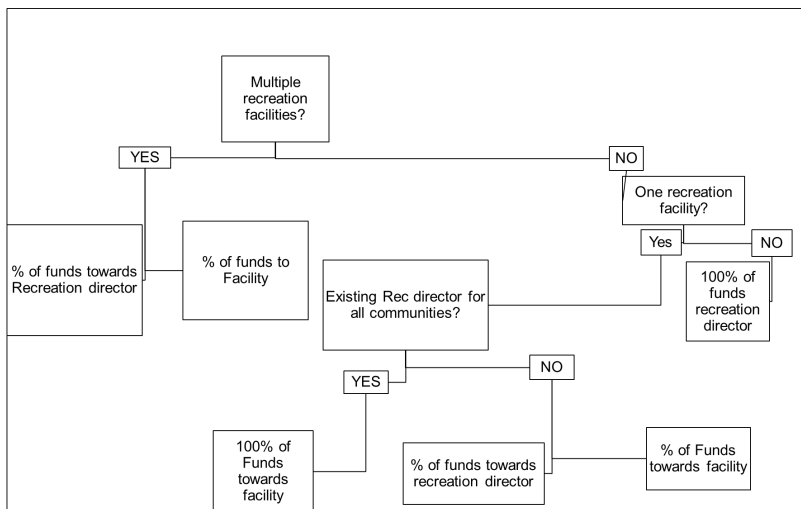 Multiple
recreation
facilities?
YES
NO
One recreation
facility?
% of funds towards
Recreation director
% of funds to
Facility
Yes
NO
Existing Rec director for
all communities?
100% of
funds
recreation
director
YES
NO
100% of
Funds
towards
facility
% of funds towards
recreation director
% of Funds
towards facility